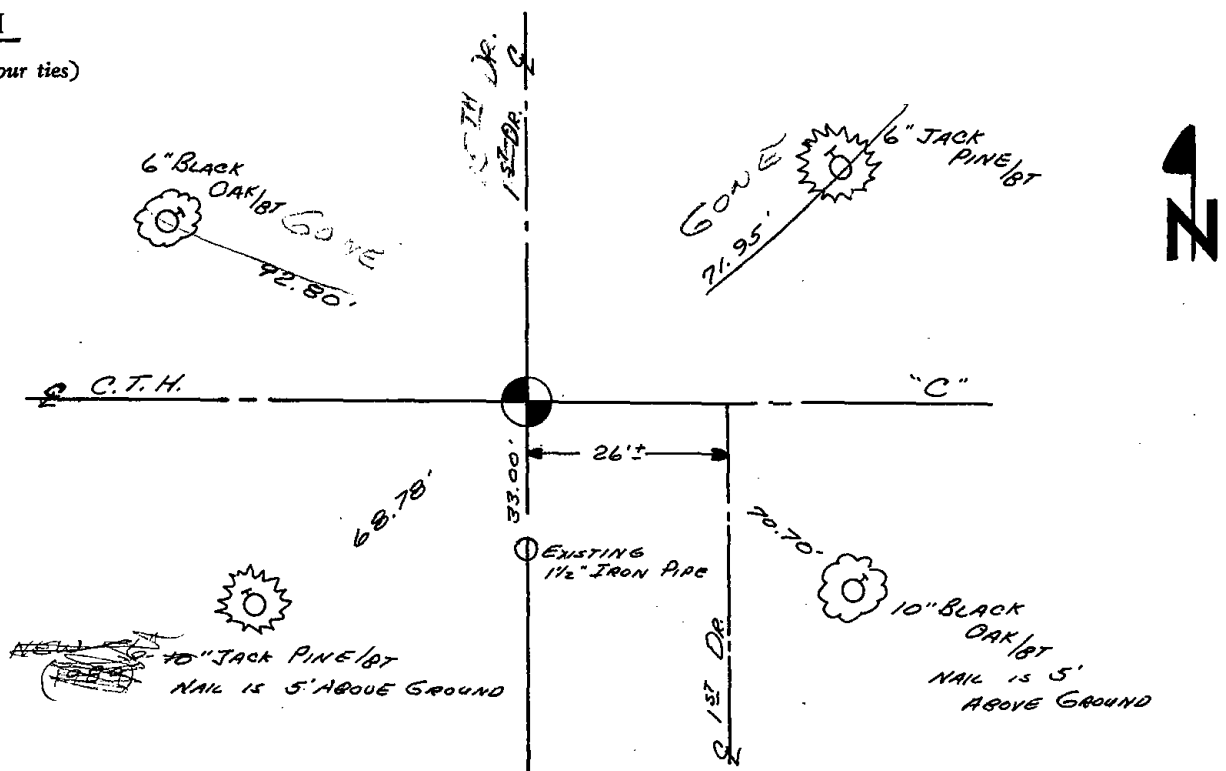 our ties)
1ST DR.
6" BLACK
OAK/BT
GONE
92.80'
GONE
6" JACK
PINE/BT
71.95'
N
C.T.H.
"C"
33.00'
26'±
68.78'
70.70'
EXISTING
1½" IRON PIPE
10" BLACK
OAK/BT
NAIL IS 5'
ABOVE GROUND
JACK PINE/BT
NAIL IS 5' ABOVE GROUND
℄ 1ST DR.